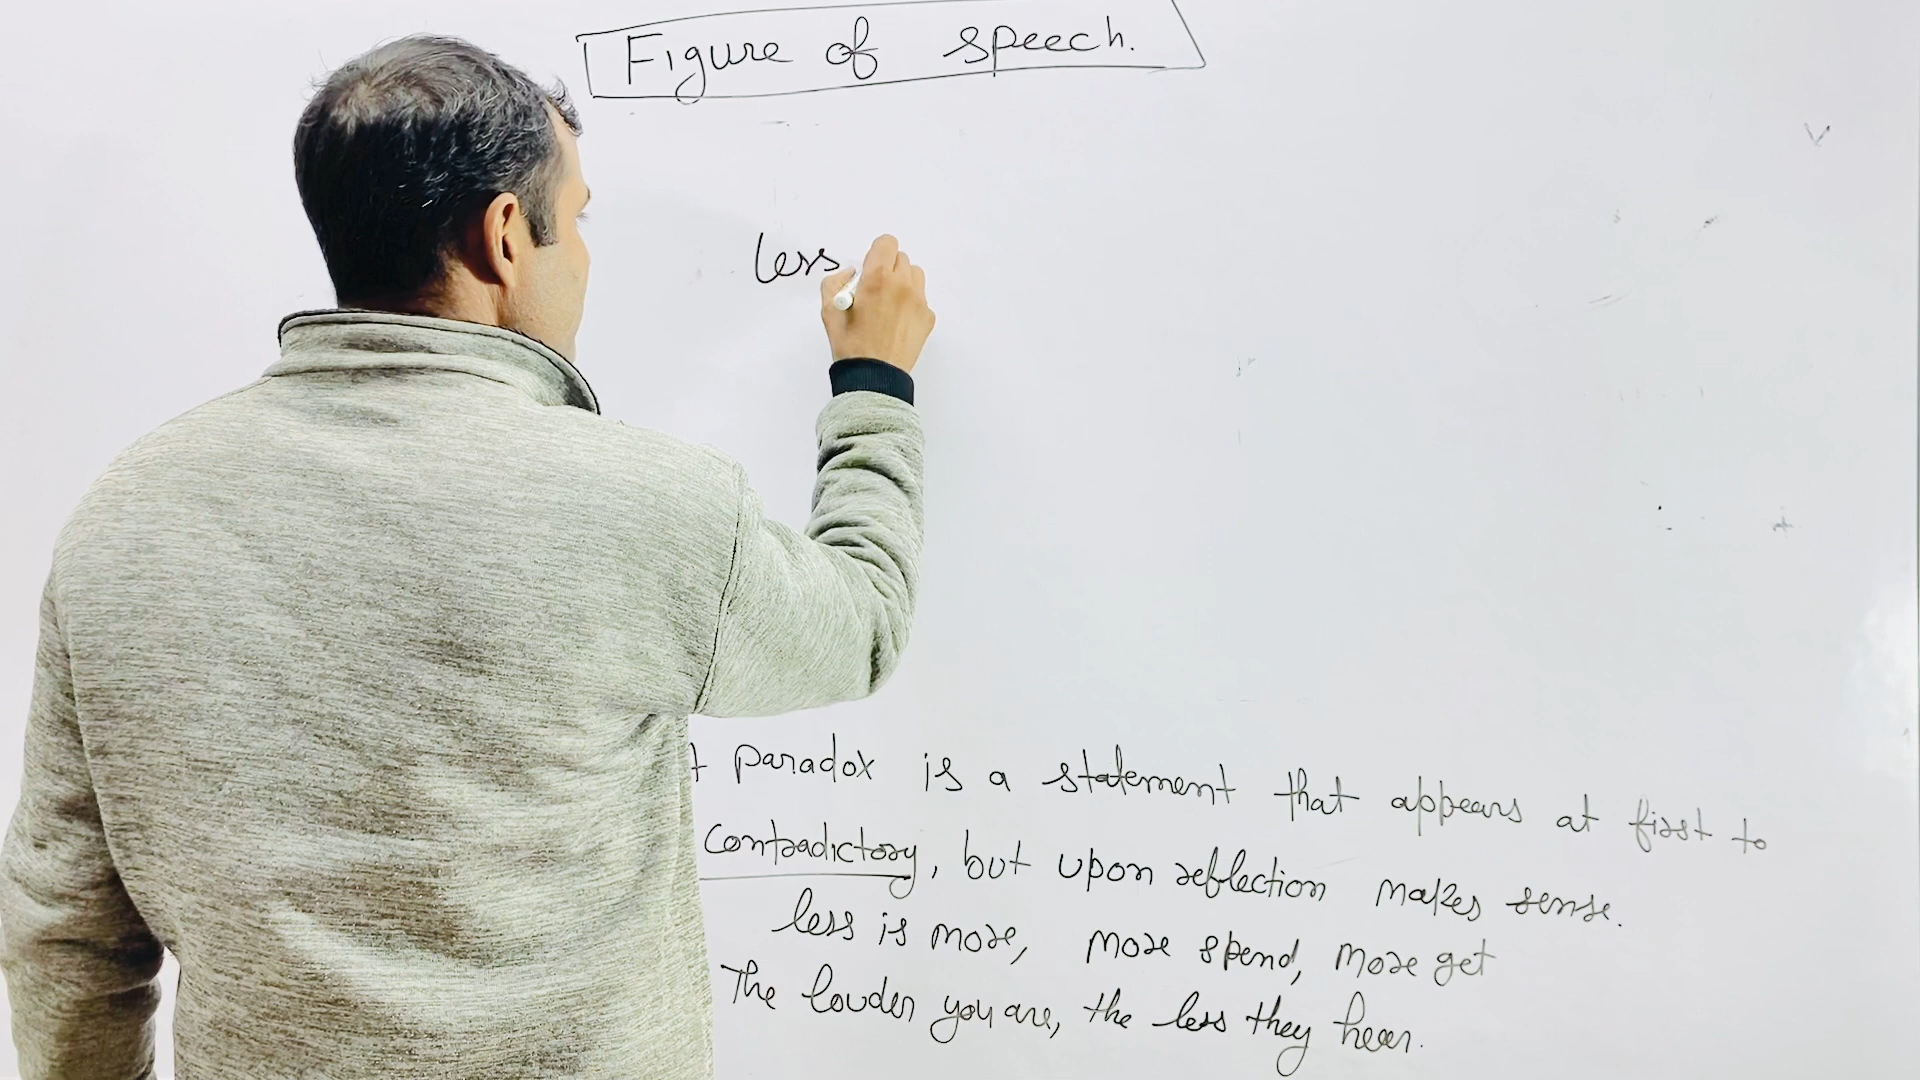 Figure of speech.
less
paradox is a statement that appears at first to
contradictory, but upon reflection makes sense.
less is more, more spend, more get
The louder you are, the less they hear.